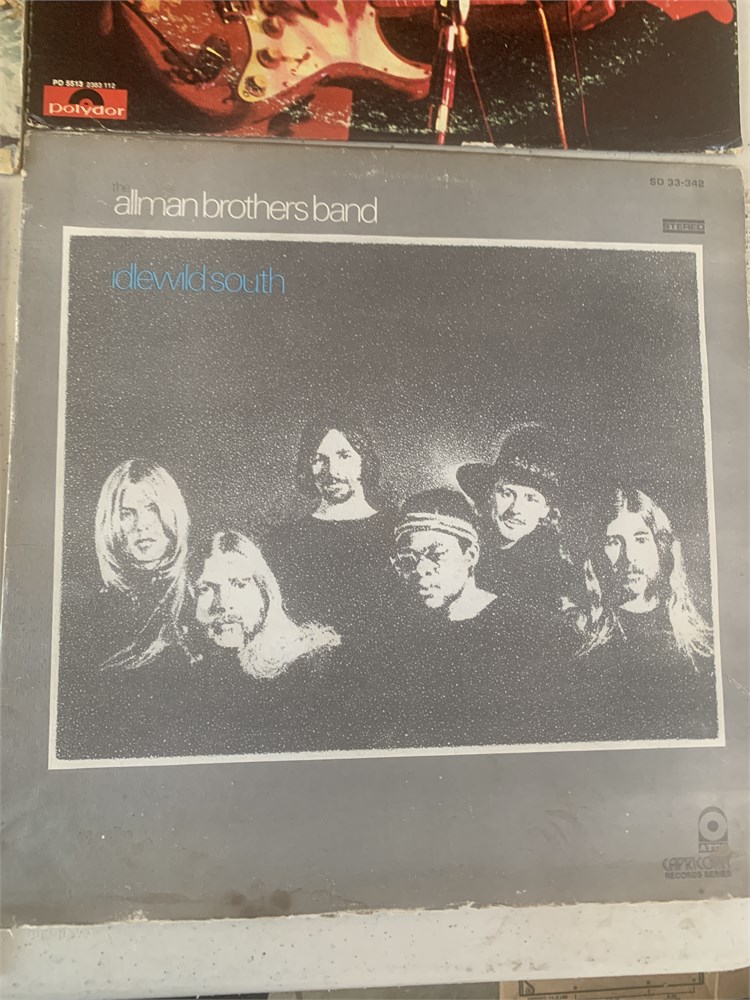 PD 5513 2383 112
polydor
SD 33-342
the
allman brothers band
STEREO
idlewild south
ATCO
CAPRICORN
RECORDS SERIES